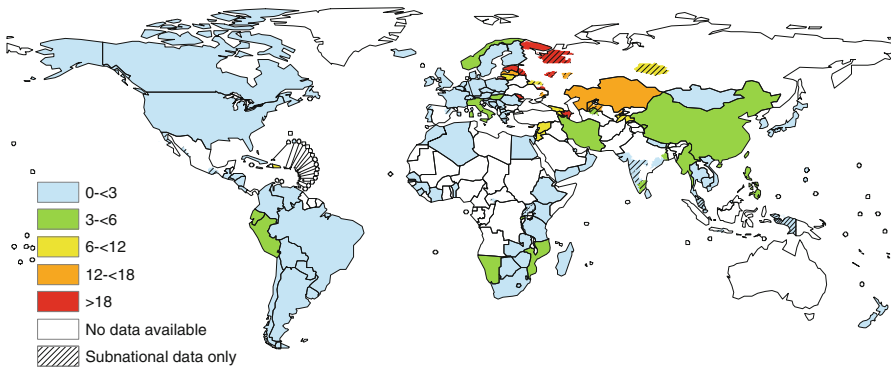 0-<3
3-<6
6-<12
12-<18
>18
No data available
Subnational data only